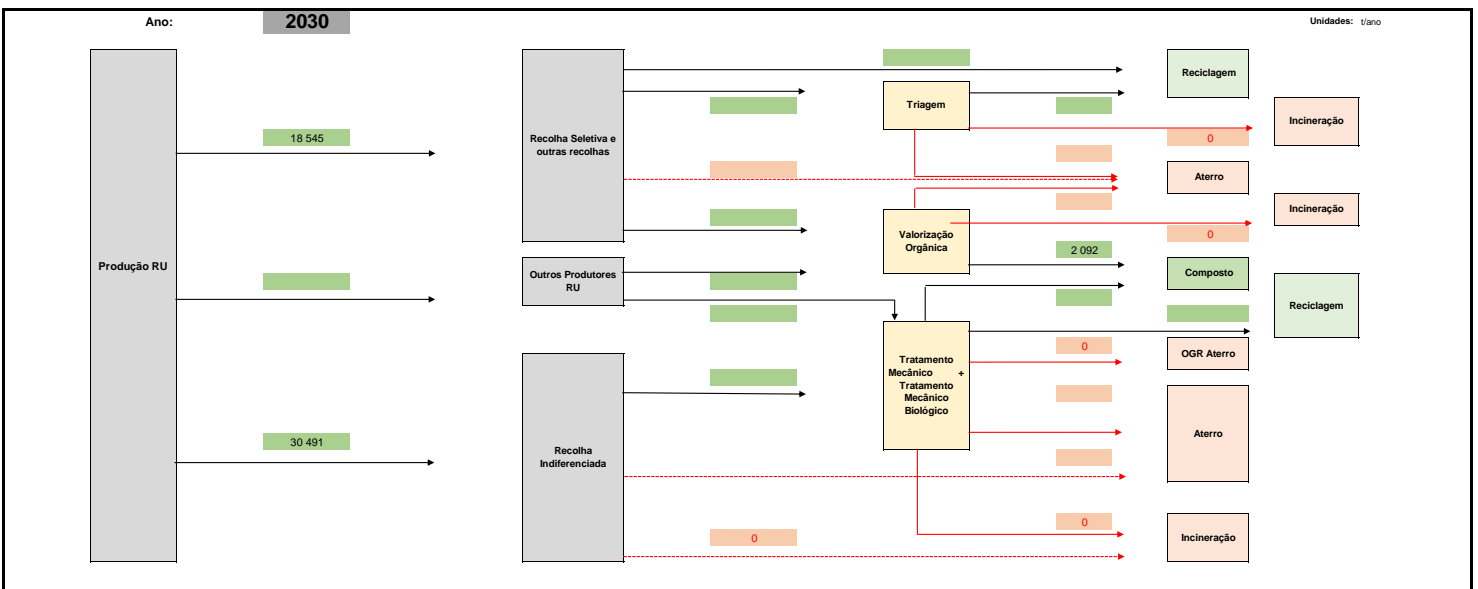 Ano:
2030
Unidades: t/ano
Produção RU
18 545
30 491
Recolha Seletiva e
outras recolhas
Outros Produtores
RU
Recolha
Indiferenciada
0
Triagem
Valorização
Orgânica
Tratamento
Mecânico +
Tratamento
Mecânico
Biológico
2 092
0
0
Reciclagem
0
Aterro
0
Composto
OGR Aterro
Aterro
Incineração
Incineração
Incineração
Reciclagem